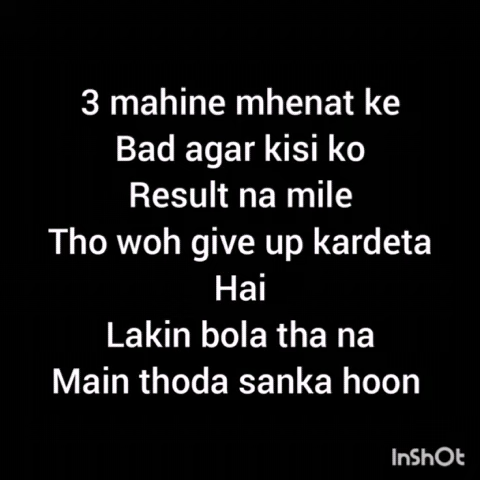 3 mahine mhenat ke
Bad agar kisi ko
Result na mile
Tho woh give up kardeta
Hai
Lakin bola tha na
Main thoda sanka hoon
InShOt